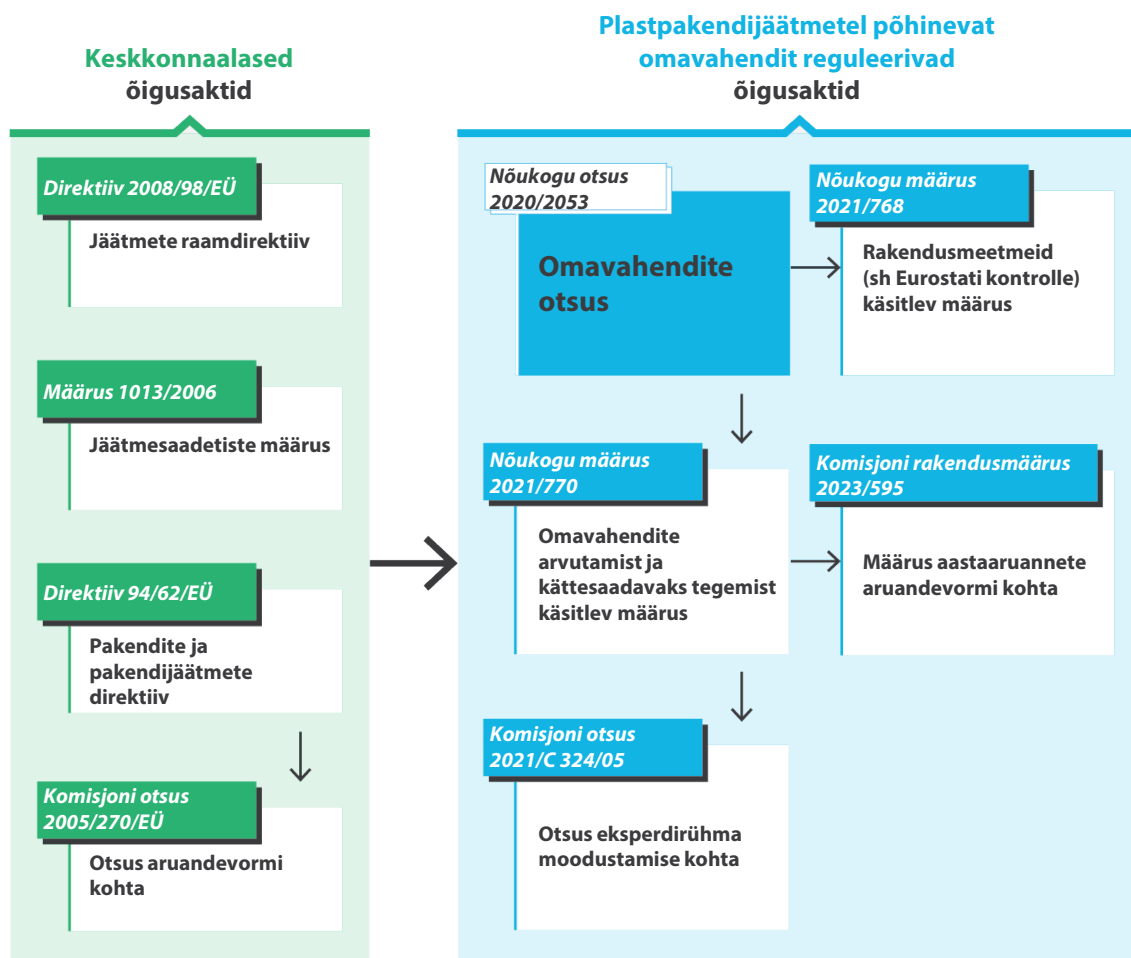 Keskkonnaalased
õigusaktid
Direktiiv 2008/98/EÜ
Jäätmete raamdirektiiv
Määrus 1013/2006
Jäätmesaadetiste määrus
Direktiiv 94/62/EÜ
Pakendite ja
pakendijäätmete
direktiiv
Komisjoni otsus
2005/270/EÜ
Otsus aruandevormi
kohta
Plastpakendijäätmetel põhinevat
omavahendit reguleerivad
õigusaktid
Nõukogu otsus
2020/2053
Omavahendite
otsus
Nõukogu määrus
2021/768
Rakendusmeetmeid
(sh Eurostati kontrolle)
käsitlev määrus
Nõukogu määrus
2021/770
Omavahendite
arvutamist ja
kättesaadavaks tegemist
käsitlev määrus
Komisjoni rakendusmäärus
2023/595
Määrus aastaaruannete
aruandevormi kohta
Komisjoni otsus
2021/C 324/05
Otsus eksperdirühma
moodustamise kohta